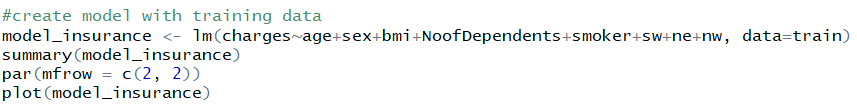 #create model with training data
model_insurance <- lm(charges~age+sex+bmi+NoofDependents+smoker+sw+ne+nw, data=train)
summary(model_insurance)
par(mfrow = c(2, 2))
plot(model_insurance)